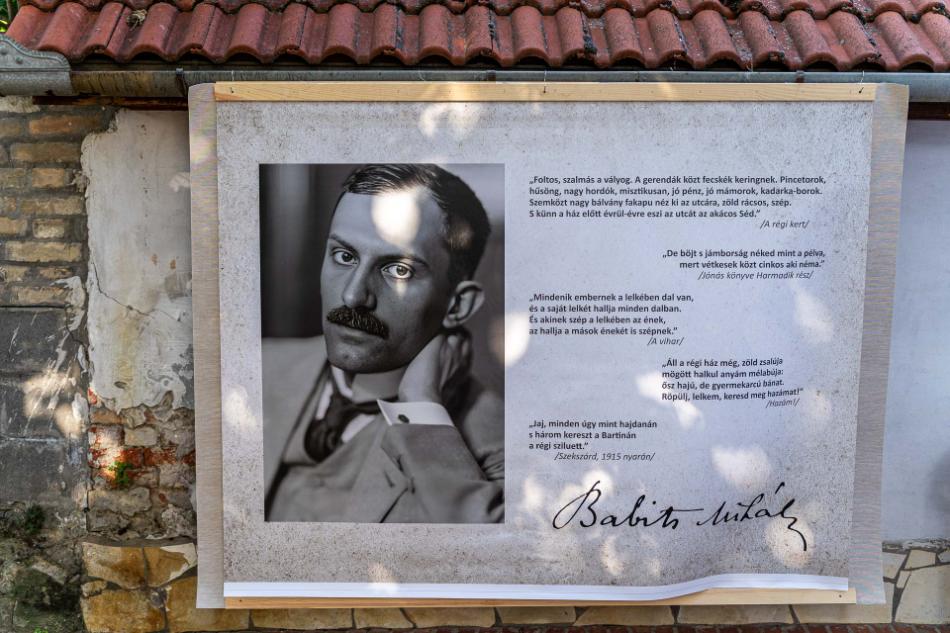 „Foltos, szalmás a vályog. A gerendák közt fecskék keringnek. Pincetorok,
hűsöng, nagy hordók, misztikusan, jó pénz, jó mámorok, kadarka-borok.
Szemközt nagy bálvány fakapu néz ki az utcára, zöld rácsos, szép.
S künn a ház előtt évrül-évre eszi az utcát az akácos Séd.”
/A régi kert/
„De böjt s jámborság néked mint a pélva,
mert vétkesek közt cinkos aki néma.”
/Jónás könyve Harmadik rész/
„Mindenik embernek a lelkében dal van,
és a saját lelkét hallja minden dalban.
És akinek szép a lelkében az ének,
az hallja a mások énekét is szépnek.”
/A vihar/
„Áll a régi ház még, zöld zsalúja
mögött halkul anyám mélabúja:
ősz hajú, de gyermekarcú bánat.
Röpülj, lelkem, keresd meg hazámat!”
/Hazám!/
„Jaj, minden úgy mint hajdanán
s három kereszt a Bartinán
a régi sziluett.”
/Szekszárd, 1915 nyarán/
Babits Mihály